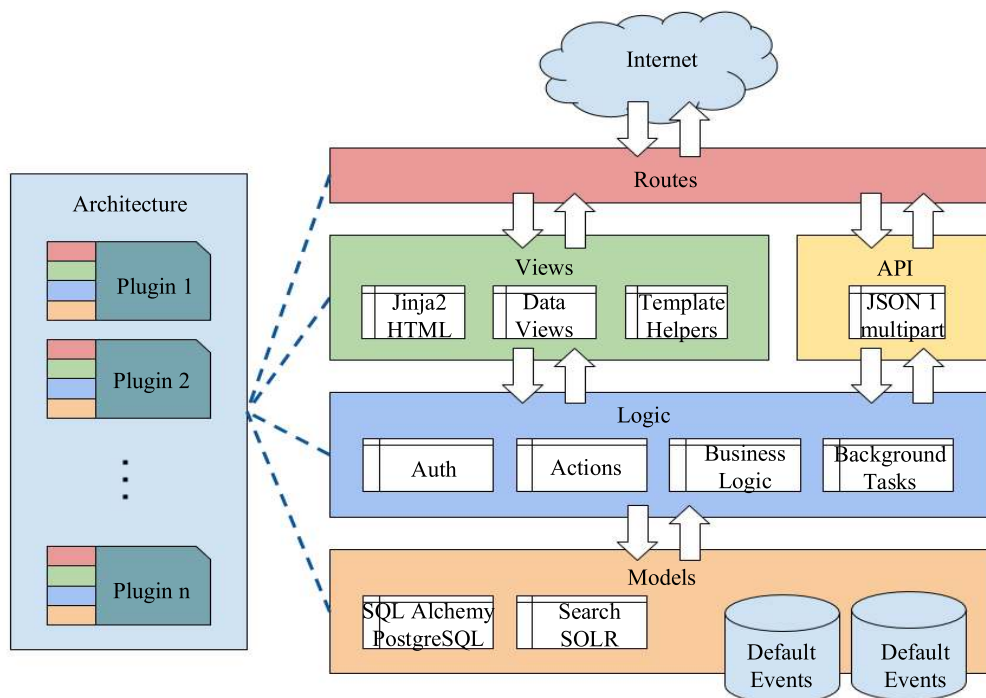 Internet
Routes
Architecture
Plugin 1
Plugin 2
Plugin n
Views
Jinja2
HTML
Data
Views
Template
Helpers
API
JSON 1
multipart
Logic
Auth
Actions
Business
Logic
Background
Tasks
Models
SQL Alchemy
PostgreSQL
Search
SOLR
Default
Events
Default
Events